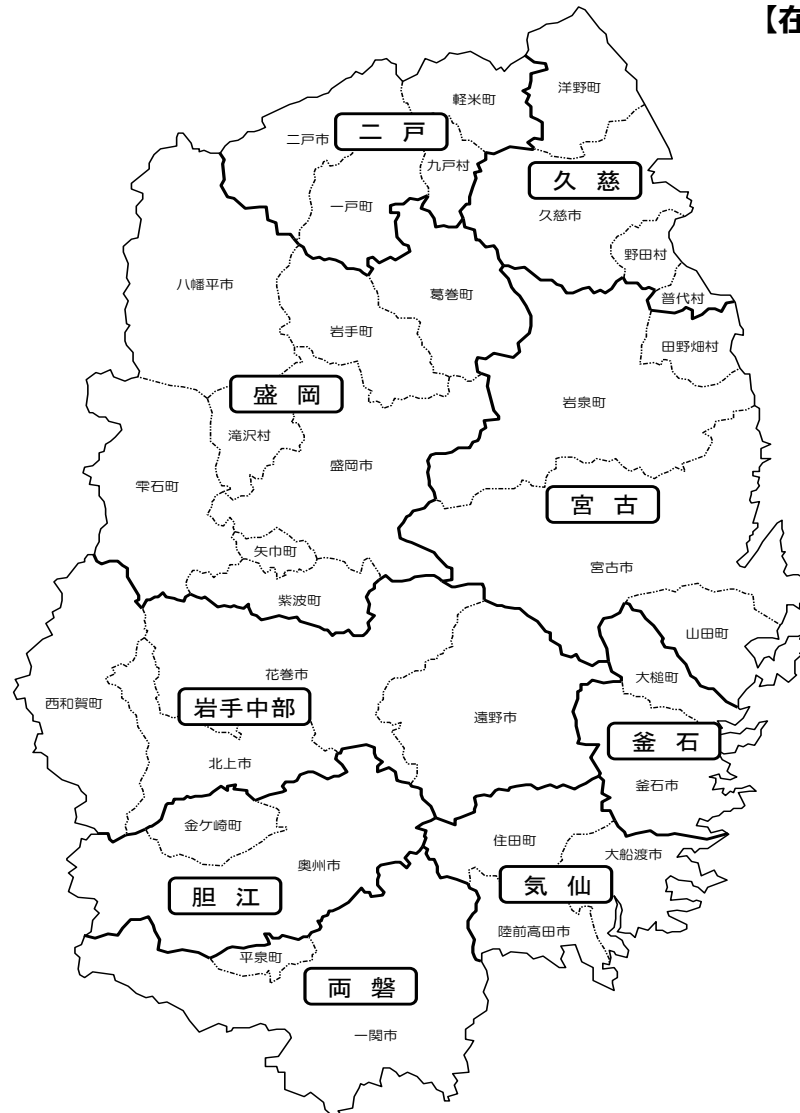 【在
洋野町
軽米町
二戸市
二　戸
九戸村
久　慈
一戸町
久慈市
野田村
八幡平市
葛巻町
普代村
岩手町
田野畑村
盛　岡
岩泉町
滝沢村
盛岡市
雫石町
宮　古
矢巾町
宮古市
紫波町
山田町
花巻市
大槌町
西和賀町
岩手中部
遠野市
釜　石
北上市
釜石市
金ケ崎町
住田町
大船渡市
奥州市
気　仙
胆　江
陸前高田市
平泉町
両　磐
一関市